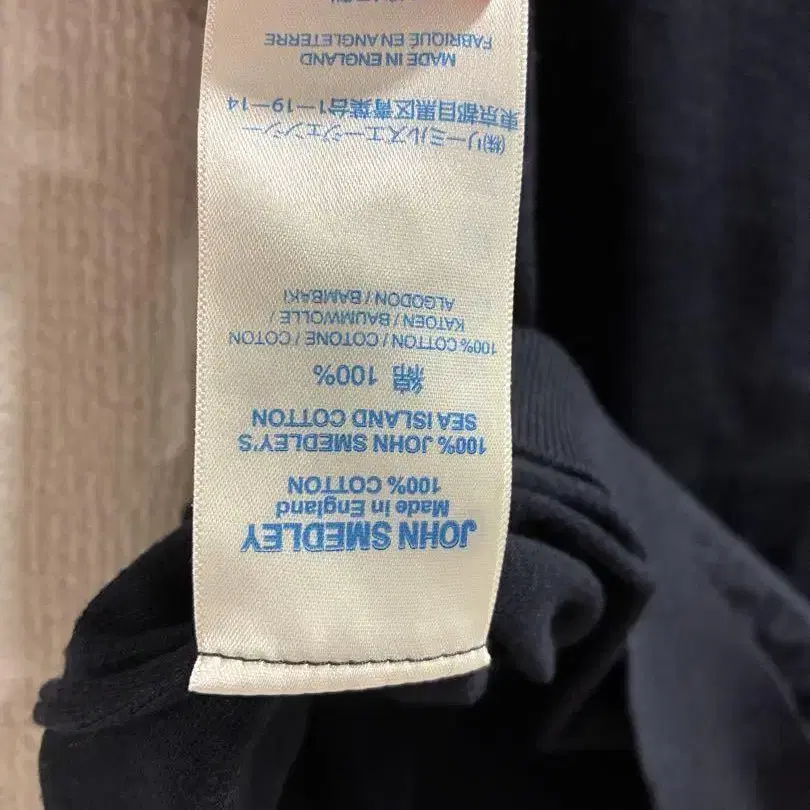 JOHN SMEDLEY
Made in England
100% COTTON
100% JOHN SMEDLEY'S
SEA ISLAND COTTON
綿 100%
100% COTTON / COTONE / COTON
KATOEN / BAUMWOLLE /
ALGODON / BAMBAKI
(株)リーミルズエージェンシー
東京都目黒区青葉台1-19-14
MADE IN ENGLAND
FABRIQUÉ EN ANGLETERRE